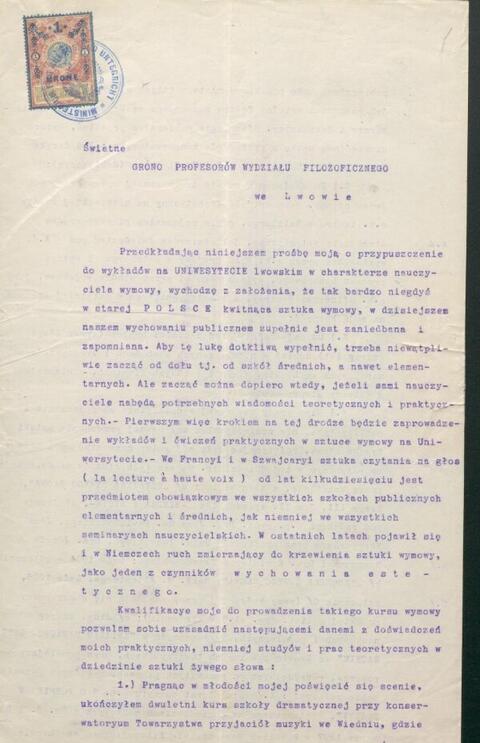 1
1
KRONE
UNTERRICHT * MINISTE
Świetne
GRONO PROFESORÓW WYDZIAŁU FILOZOFICZNEGO
we Lwowie
Przedkładając niniejszem prośbę moją o przypuszczenie
do wykładów na UNIWESYTECIE lwowskim w charakterze nauczy-
ciela wymowy, wychodzę z założenia, że tak bardzo niegdyś
w starej P O L S C E kwitnąca sztuka wymowy, w dzisiejszem
naszem wychowaniu publicznem zupełnie jest zaniedbana i
zapomniana. Aby tę lukę dotkliwą wypełnić, trzeba niewątpli-
wie zacząć od dołu tj. od szkół średnich, a nawet elemen-
tarnych. Ale zacząć można dopiero wtedy, jeżeli sami nauczy-
ciele nabędą potrzebnych wiadomości teoretycznych i praktycz
nych.- Pierwszym więc krokiem na tej drodze będzie zaprowadze-
nie wykładów i ćwiczeń praktycznych w sztuce wymowy na Uni-
wersytecie.- We Francyi i w Szwajcaryi sztuka czytania na głos
( la lecture à haute voix ) od lat kilkudziesięciu jest
przedmiotem obowiązkowym we wszystkich szkołach publicznych
elementarnych i średnich, jak niemniej we wszystkich
seminaryach nauczycielskich. W ostatnich latach pojawił się
i w Niemczech ruch zmierzający do krzewienia sztuki wymowy,
jako jeden z czynników w y c h o w a n i a e s t e -
t y c z n e g o.
Kwalifikacye moje do prowadzenia takiego kursu wymowy
pozwalam sobie uzasadnić następującemi danemi z doświadczeń
moich praktycznych, niemniej studyów i prac teoretycznych w
dziedzinie sztuki żywego słowa :
1.) Pragnąc w młodości mojej poświęcić się scenie,
ukończyłem dwuletni kurs szkoły dramatycznej przy konser-
watoryum Towarzystwa przyjaciół muzyki we Wiedniu, gdzie